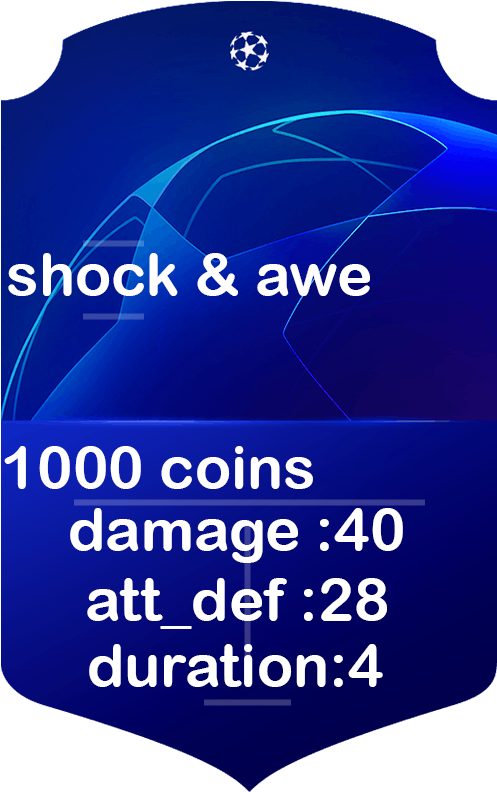 shock & awe
1000 coins
damage :40
att_def :28
duration:4